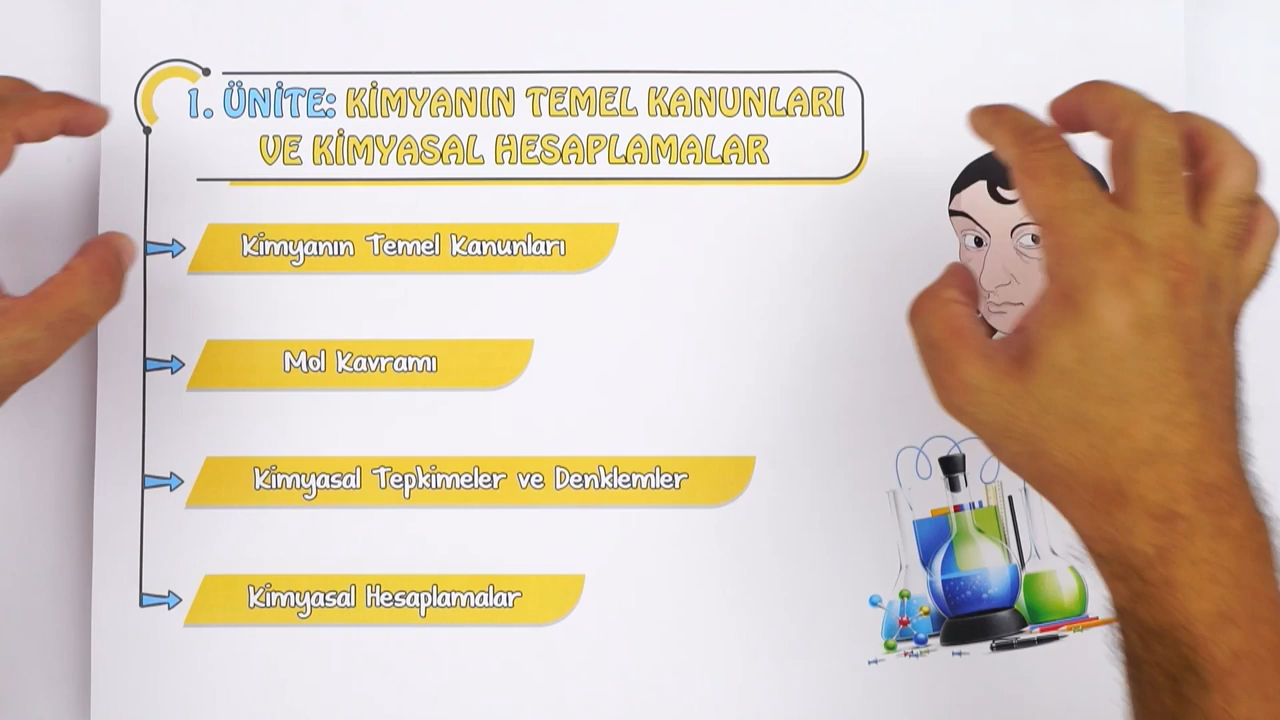 1. ÜNİTE: KİMYANIN TEMEL KANUNLARI
VE KİMYASAL HESAPLAMALAR
Kimyanın Temel Kanunları
Mol Kavramı
Kimyasal Tepkimeler ve Denklemler
Kimyasal Hesaplamalar